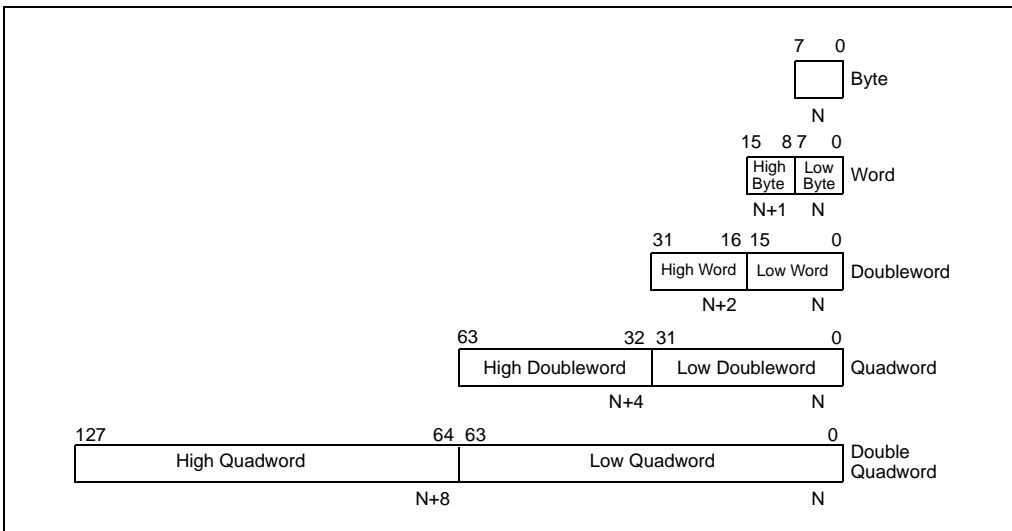 7 0
Byte
N
15 8 7 0
High Byte
Low Byte
Word
N+1 N
31 16 15 0
High Word Low Word Doubleword
N+2 N
63 32 31 0
High Doubleword Low Doubleword Quadword
N+4 N
127 64 63 0
High Quadword Low Quadword
Double Quadword
N+8 N